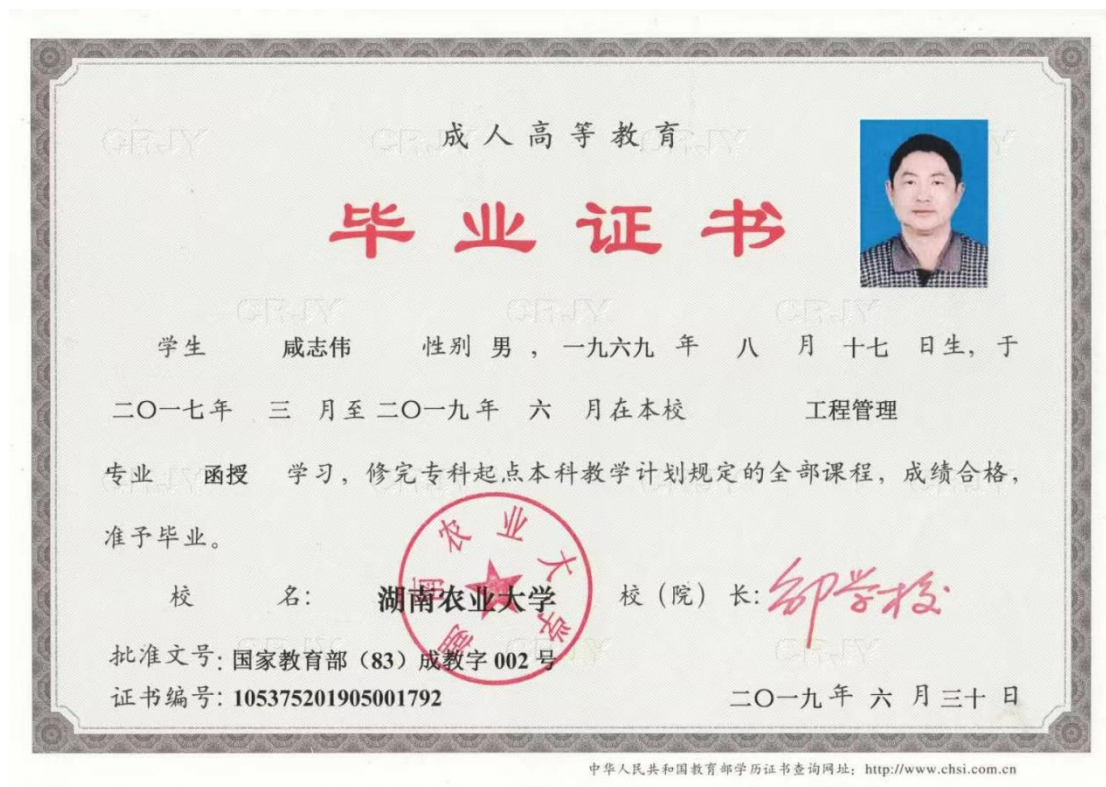 成人高等教育
毕业证书
学生 咸志伟 性别 男 ， 一九六九 年 八 月 十七 日生，于
二〇一七年 三 月至 二〇一九年 六 月在本校 工程管理
专业 函授 学习，修完专科起点本科教学计划规定的全部课程，成绩合格，
准予毕业。
校 名： 湖南农业大学 校（院）长：
湖南农业大学
批准文号：国家教育部（83）成教字 002 号
证书编号：105375201905001792 二〇一九年 六 月 三十 日
中华人民共和国教育部学历证书查询网址：http://www.chsi.com.cn